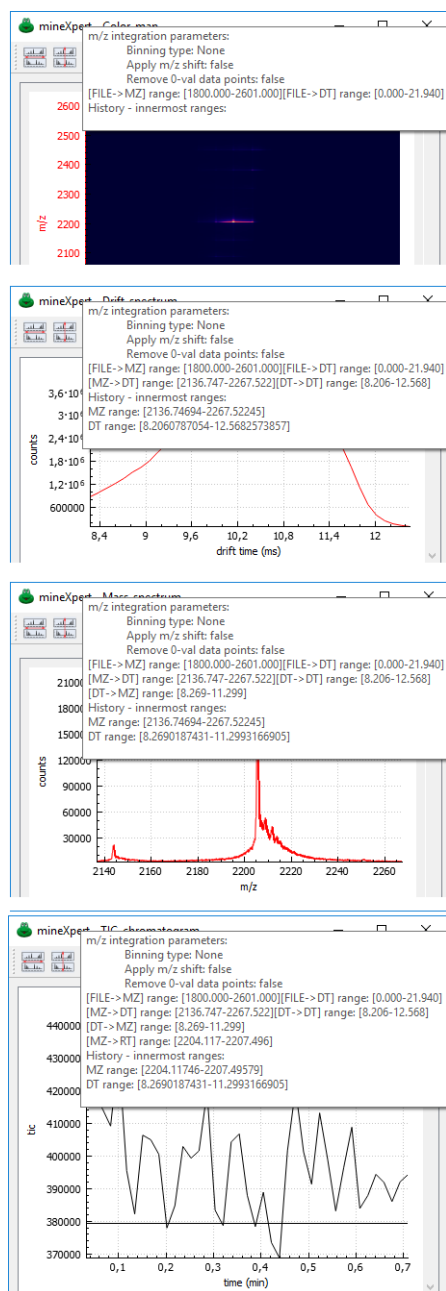 mineXpert - Color-map
m/z integration parameters:
Binning type: None
Apply m/z shift: false
Remove 0-val data points: false
[FILE->MZ] range: [1800.000-2601.000][FILE->DT] range: [0.000-21.940]
History - innermost ranges:
2600
2500
2400
2300
2200
2100
m/z
mineXpert - Drift spectrum
m/z integration parameters:
Binning type: None
Apply m/z shift: false
Remove 0-val data points: false
[FILE->MZ] range: [1800.000-2601.000][FILE->DT] range: [0.000-21.940]
[MZ->DT] range: [2136.747-2267.522][DT->DT] range: [8.206-12.568]
History - innermost ranges:
MZ range: [2136.74694-2267.52245]
DT range: [8.2060787054-12.5682573857]
3,6·10⁶
3·10⁶
2,4·10⁶
1,8·10⁶
1,2·10⁶
600000
counts
8,4 9 9,6 10,2 10,8 11,4 12
drift time (ms)
mineXpert - Mass spectrum
m/z integration parameters:
Binning type: None
Apply m/z shift: false
Remove 0-val data points: false
[FILE->MZ] range: [1800.000-2601.000][FILE->DT] range: [0.000-21.940]
[MZ->DT] range: [2136.747-2267.522][DT->DT] range: [8.206-12.568]
[DT->MZ] range: [8.269-11.299]
History - innermost ranges:
MZ range: [2136.74694-2267.52245]
DT range: [8.2690187431-11.2993166905]
120000
90000
60000
30000
counts
2140 2160 2180 2200 2220 2240 2260
m/z
mineXpert - TIC chromatogram
m/z integration parameters:
Binning type: None
Apply m/z shift: false
Remove 0-val data points: false
[FILE->MZ] range: [1800.000-2601.000][FILE->DT] range: [0.000-21.940]
[MZ->DT] range: [2136.747-2267.522][DT->DT] range: [8.206-12.568]
[DT->MZ] range: [8.269-11.299]
[MZ->RT] range: [2204.117-2207.496]
History - innermost ranges:
MZ range: [2204.11746-2207.49579]
DT range: [8.2690187431-11.2993166905]
440000
430000
420000
410000
400000
390000
380000
370000
tic
0,1 0,2 0,3 0,4 0,5 0,6 0,7
time (min)